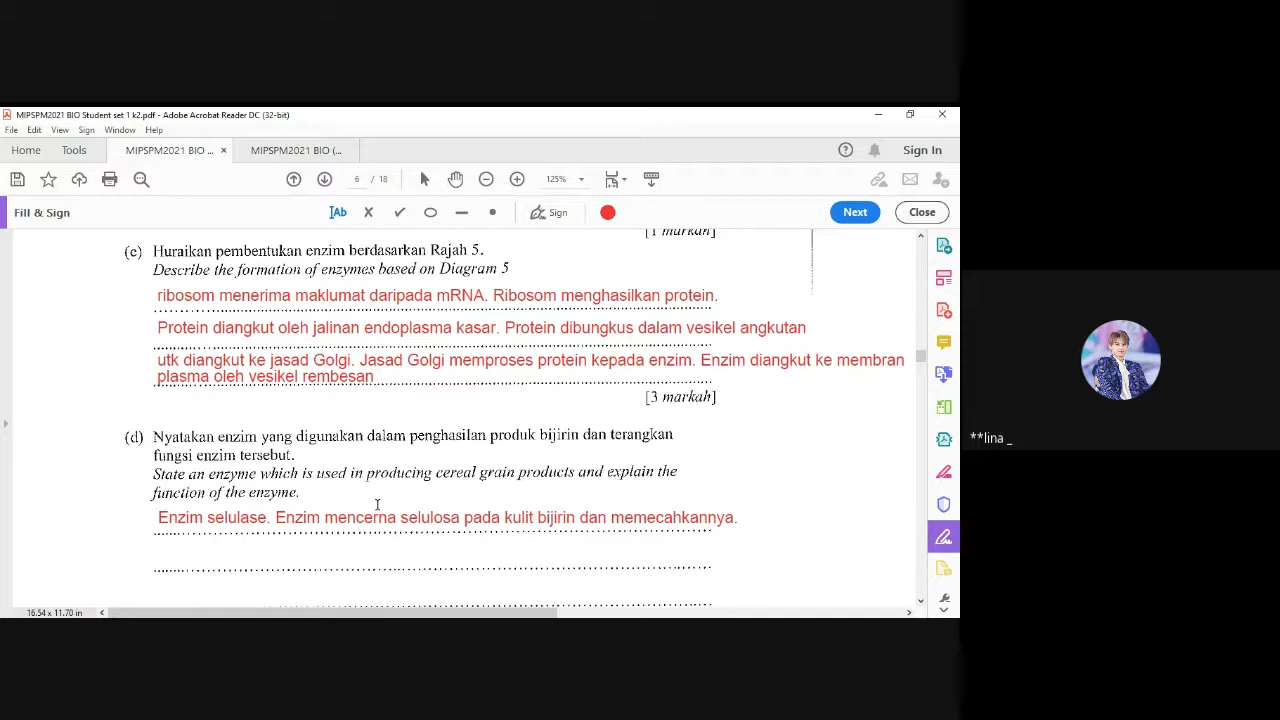 MIPSPM2021 BIO Student set 1 k2.pdf - Adobe Acrobat Reader DC (32-bit)
File Edit View Sign Window Help
Home Tools MIPSPM2021 BIO ... × MIPSPM2021 BIO (... Sign In
6 / 18 125%
Fill & Sign Ab Sign Next Close
[1 markah]
(c) Huraikan pembentukan enzim berdasarkan Rajah 5.
Describe the formation of enzymes based on Diagram 5
ribosom menerima maklumat daripada mRNA. Ribosom menghasilkan protein.
Protein diangkut oleh jalinan endoplasma kasar. Protein dibungkus dalam vesikel angkutan
utk diangkut ke jasad Golgi. Jasad Golgi memproses protein kepada enzim. Enzim diangkut ke membran
plasma oleh vesikel rembesan
[3 markah]
(d) Nyatakan enzim yang digunakan dalam penghasilan produk bijirin dan terangkan
fungsi enzim tersebut.
State an enzyme which is used in producing cereal grain products and explain the
function of the enzyme.
Enzim selulase. Enzim mencerna selulosa pada kulit bijirin dan memecahkannya.
16.54 x 11.70 in
**lina _